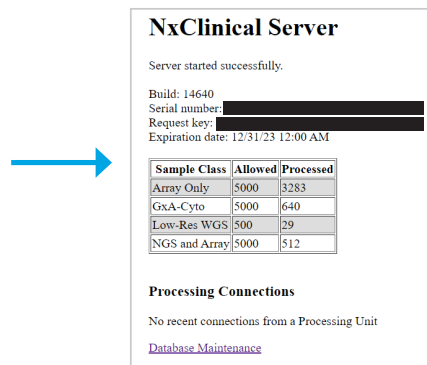 NxClinical Server
Server started successfully.
Build: 14640
Serial number:
Request key:
Expiration date: 12/31/23 12:00 AM
Sample Class Allowed Processed
Array Only 5000 3283
GxA-Cyto 5000 640
Low-Res WGS 500 29
NGS and Array 5000 512
Processing Connections
No recent connections from a Processing Unit
Database Maintenance